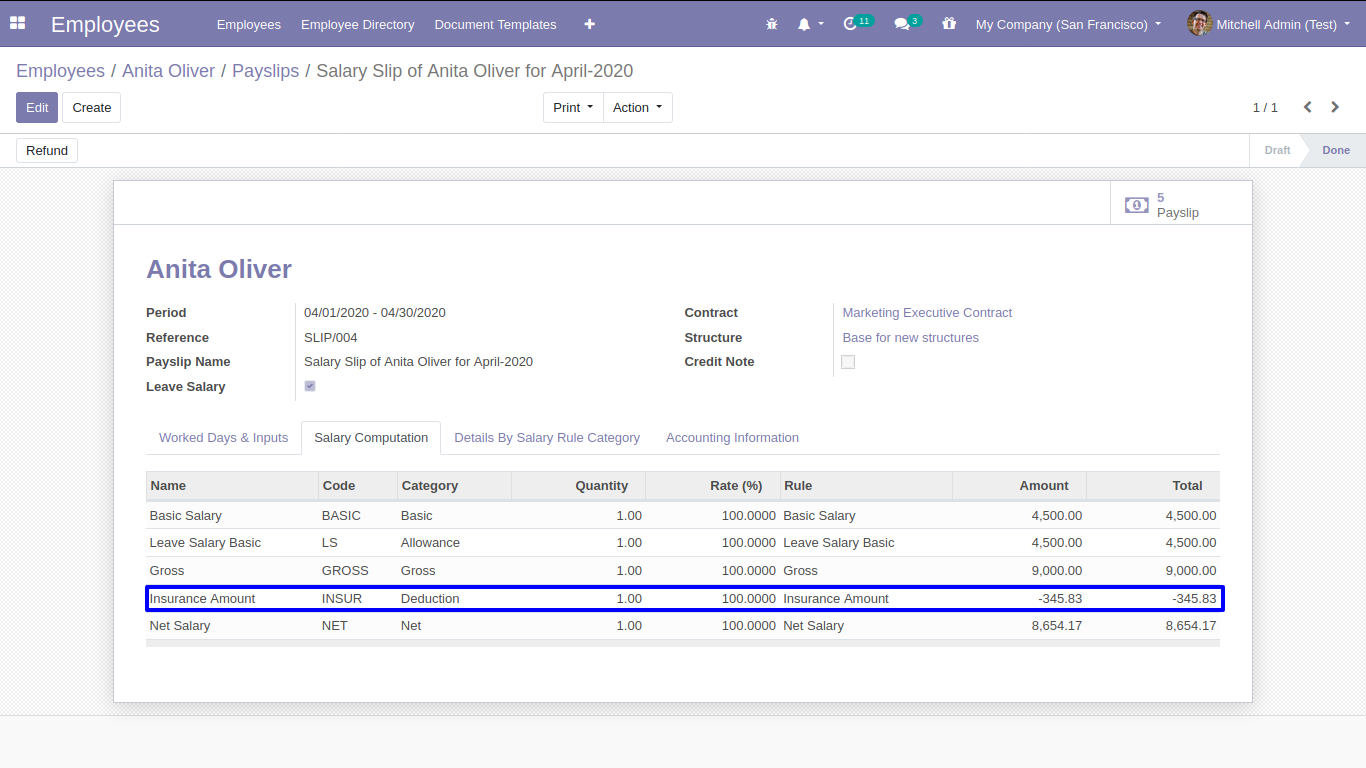 Employees Employees Employee Directory Document Templates 11 3 My Company (San Francisco) Mitchell Admin (Test)
Employees / Anita Oliver / Payslips / Salary Slip of Anita Oliver for April-2020
Edit Create Print Action 1 / 1
Refund Draft Done
5
Payslip
Anita Oliver
Period 04/01/2020 - 04/30/2020 Contract Marketing Executive Contract
Reference SLIP/004 Structure Base for new structures
Payslip Name Salary Slip of Anita Oliver for April-2020 Credit Note
Leave Salary
Worked Days & Inputs Salary Computation Details By Salary Rule Category Accounting Information
Name Code Category Quantity Rate (%) Rule Amount Total
Basic Salary BASIC Basic 1.00 100.0000 Basic Salary 4,500.00 4,500.00
Leave Salary Basic LS Allowance 1.00 100.0000 Leave Salary Basic 4,500.00 4,500.00
Gross GROSS Gross 1.00 100.0000 Gross 9,000.00 9,000.00
Insurance Amount INSUR Deduction 1.00 100.0000 Insurance Amount -345.83 -345.83
Net Salary NET Net 1.00 100.0000 Net Salary 8,654.17 8,654.17